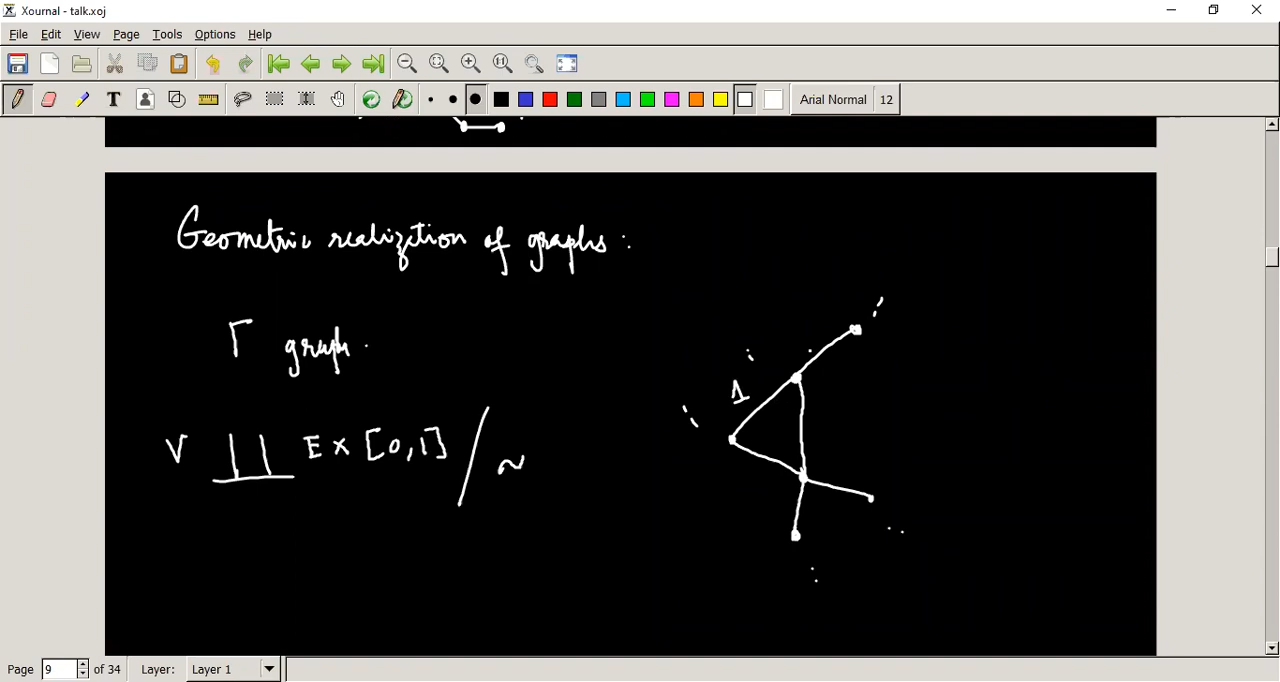 Xournal - talk.xoj
File Edit View Page Tools Options Help
Arial Normal 12
Geometric realiztion of graphs :
Γ graph.
1
V ∐ E × [0,1] / ~
Page 9 of 34 Layer: Layer 1